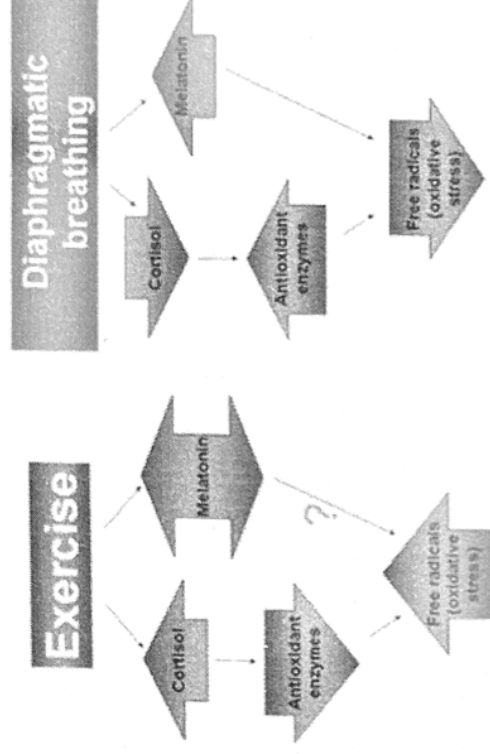 Exercise
Cortisol
Melatonin
Antioxidant
enzymes
?
Free radicals
(oxidative
stress)
Diaphragmatic
breathing
Cortisol
Melatonin
Antioxidant
enzymes
Free radicals
(oxidative
stress)